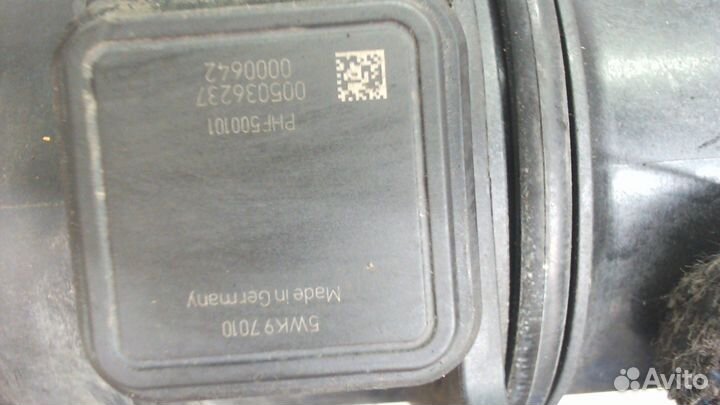 5WK9 7010
Made in Germany
PHF500101
005036237
0000642
Avito